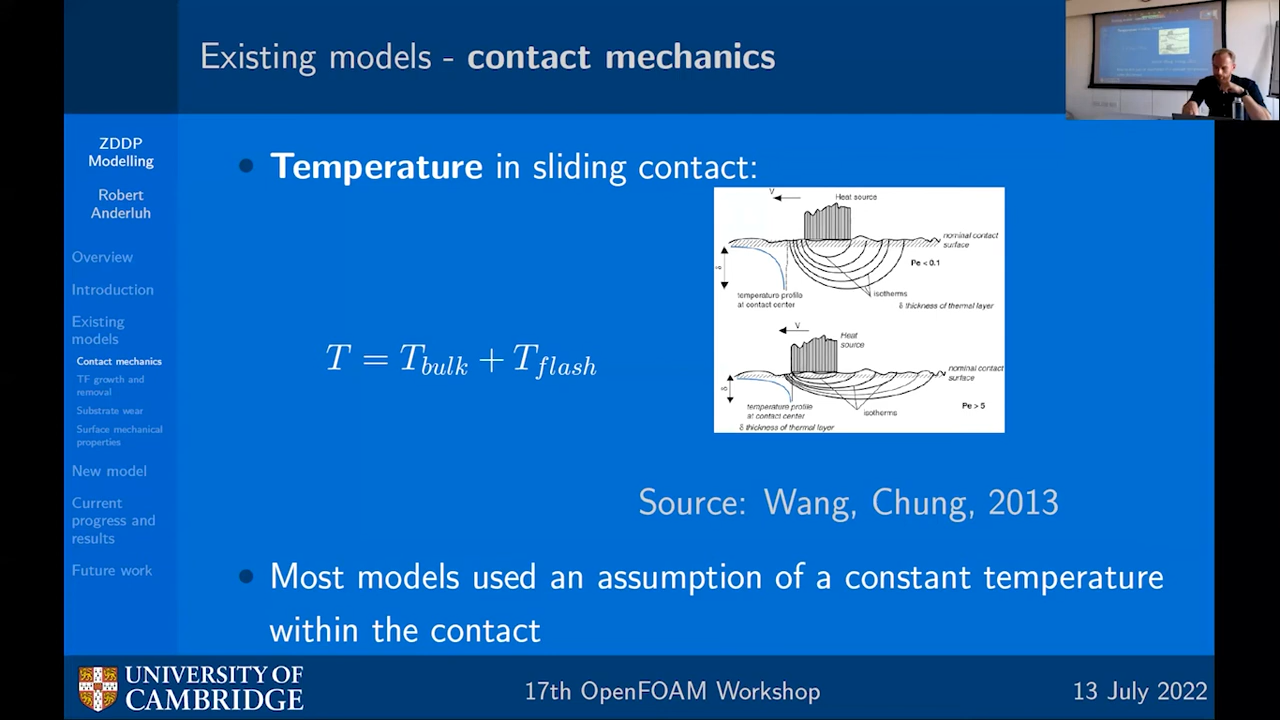 Existing models - contact mechanics
ZDDP
Modelling
Robert
Anderluh
Overview
Introduction
Existing
models
Contact mechanics
TF growth and
removal
Substrate wear
Surface mechanical
properties
New model
Current
progress and
results
Future work
Temperature in sliding contact:
T = Tbulk + Tflash
V
Heat source
nominal contact
surface
Pe < 0.1
δ
temperature profile
at contact center
isotherms
δ thickness of thermal layer
V
Heat
source
nominal contact
surface
δ
Pe > 5
temperature profile
at contact center
isotherms
δ thickness of thermal layer
Source: Wang, Chung, 2013
Most models used an assumption of a constant temperature
within the contact
UNIVERSITY OF
CAMBRIDGE
17th OpenFOAM Workshop
13 July 2022